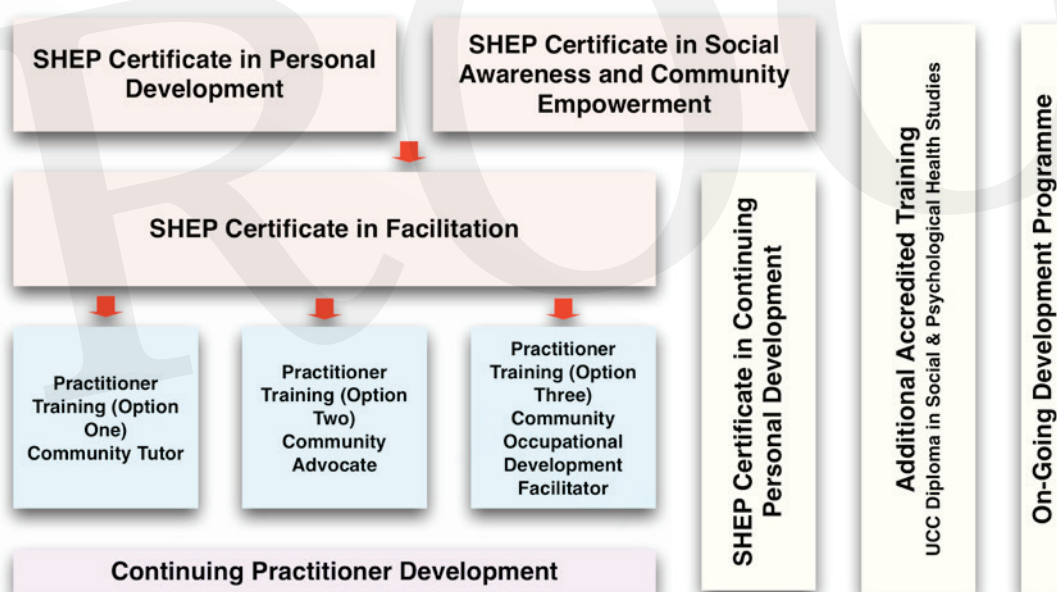 SHEP Certificate in Personal
Development
SHEP Certificate in Social
Awareness and Community
Empowerment
SHEP Certificate in Facilitation
Practitioner
Training (Option
One)
Community Tutor
Practitioner
Training (Option
Two)
Community
Advocate
Practitioner
Training (Option
Three)
Community
Occupational
Development
Facilitator
Continuing Practitioner Development
SHEP Certificate in Continuing
Personal Development
Additional Accredited Training
UCC Diploma in Social & Psychological Health Studies
On-Going Development Programme